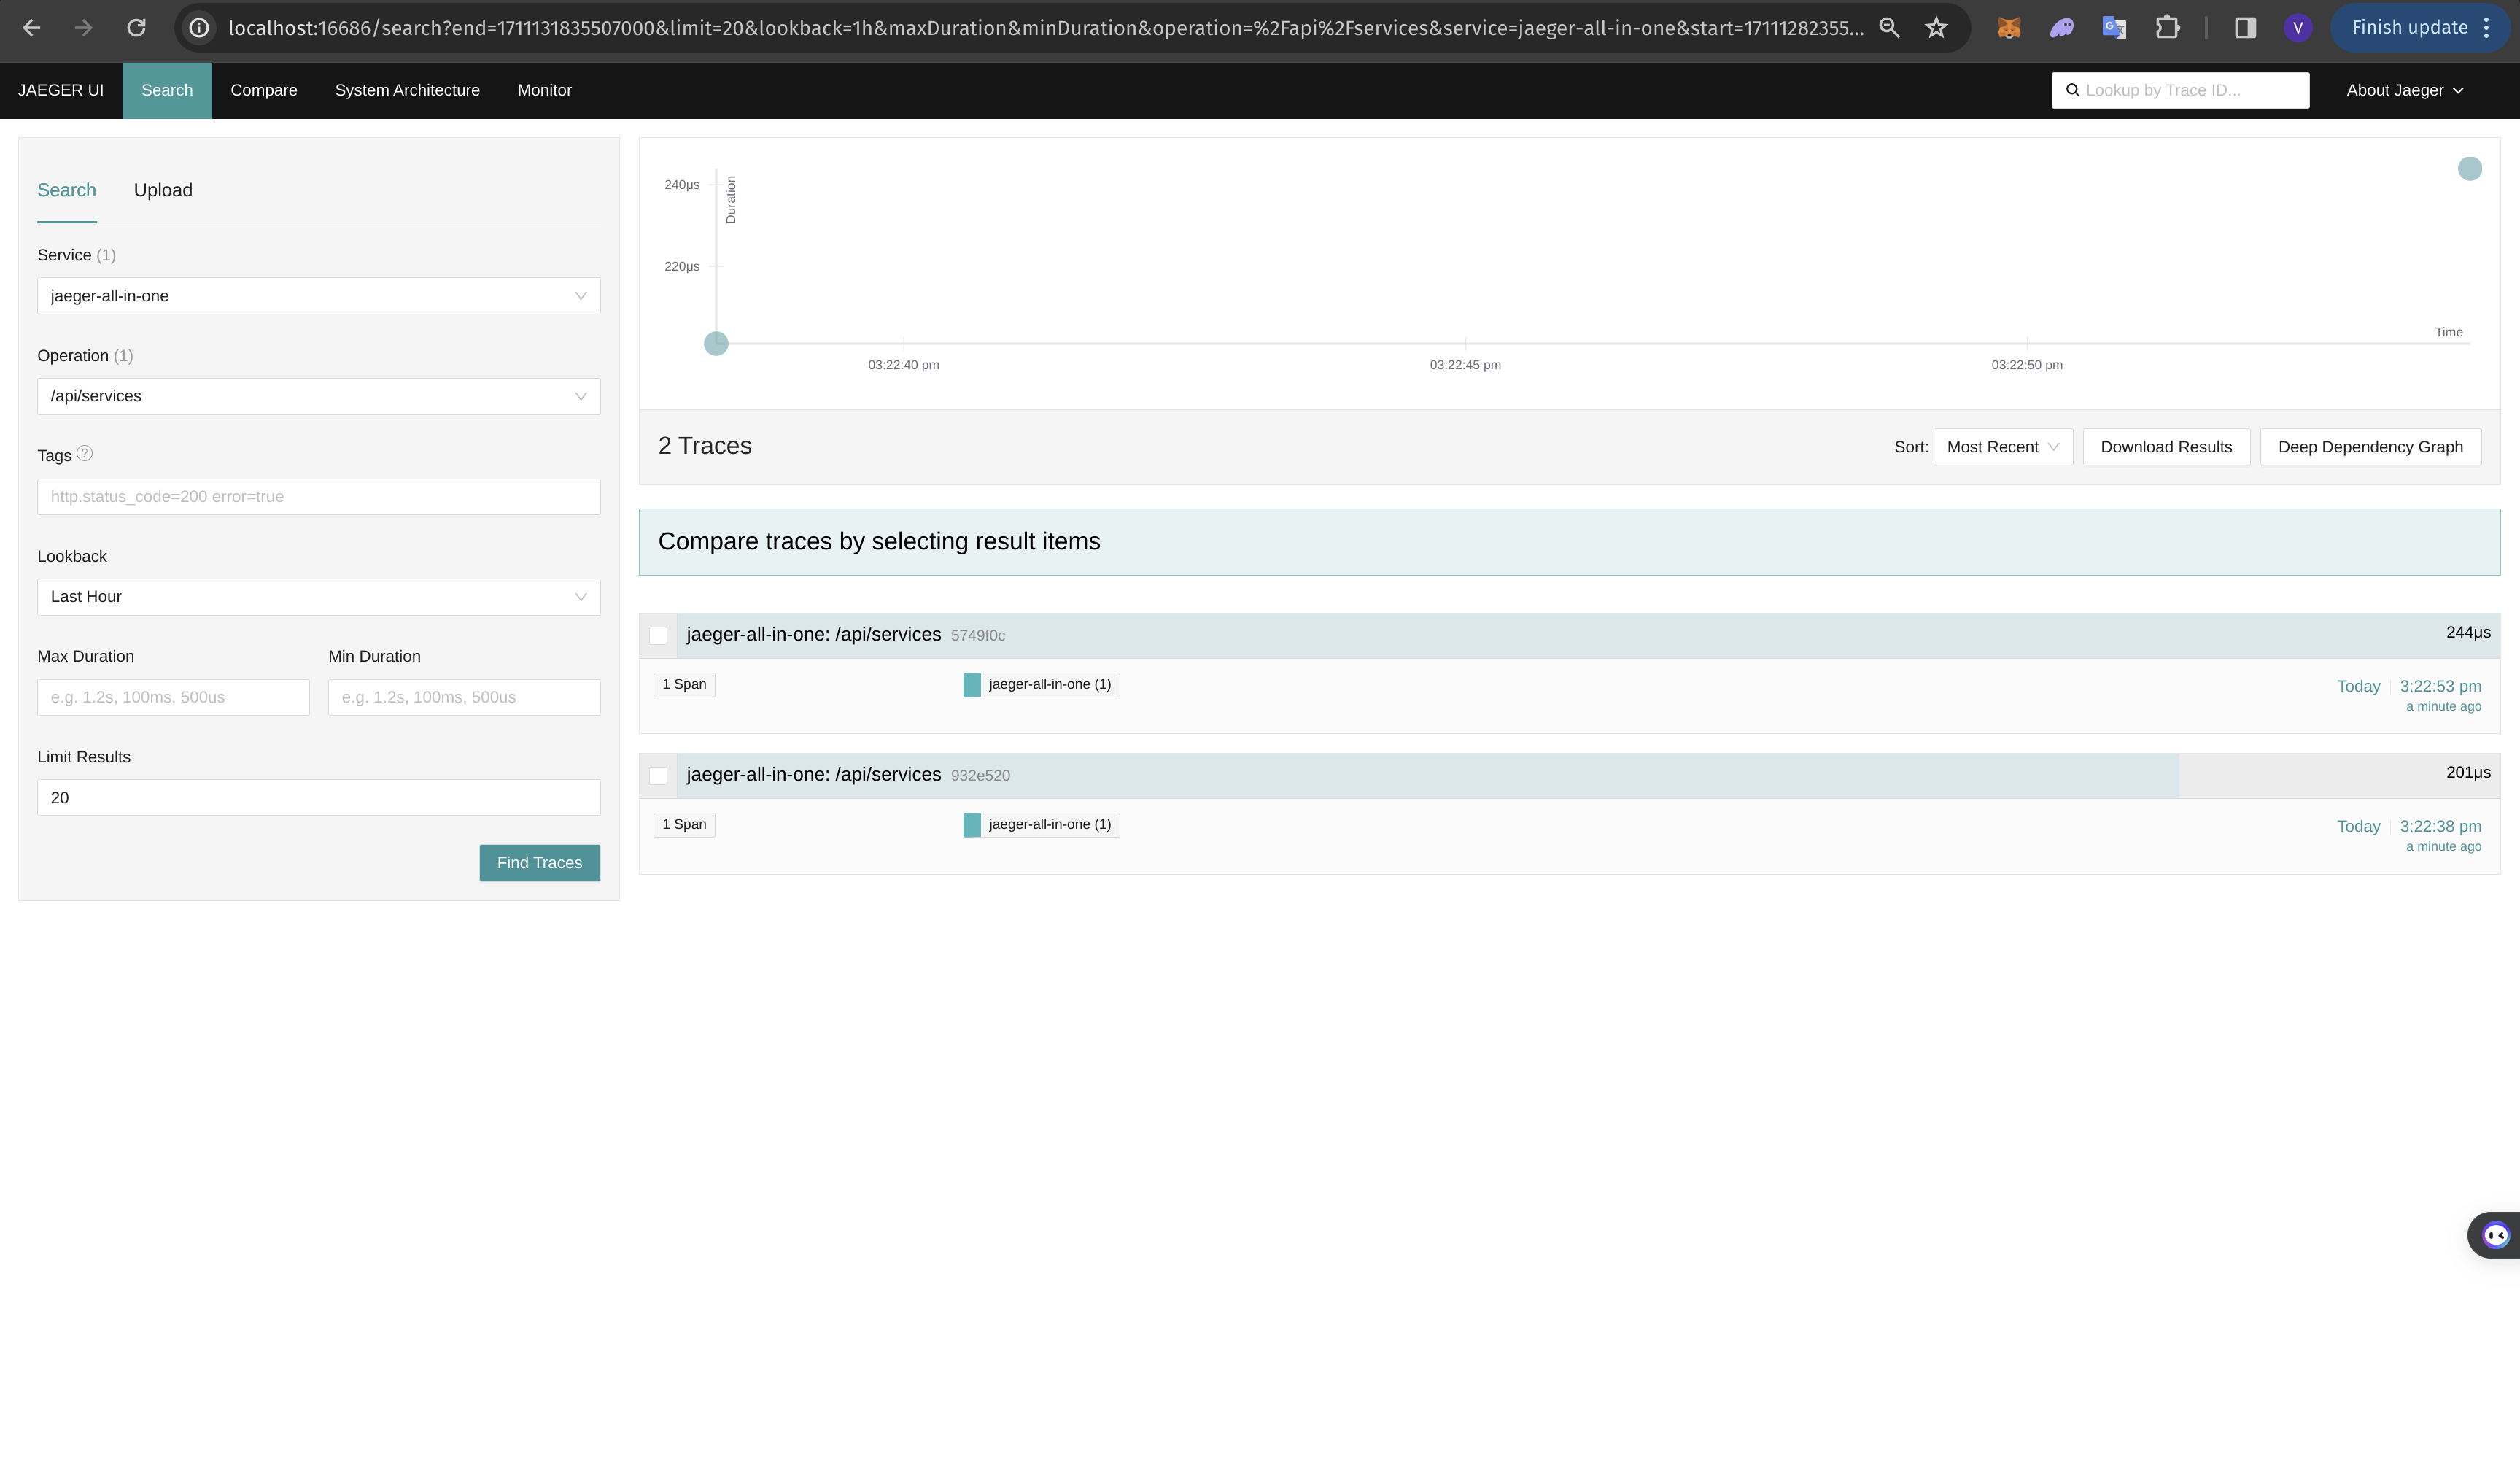 localhost:16686/search?end=1711131835507000&limit=20&lookback=1h&maxDuration&minDuration&operation=%2Fapi%2Fservices&service=jaeger-all-in-one&start=17111282355...
V
Finish update
JAEGER UI
Search
Compare
System Architecture
Monitor
Lookup by Trace ID...
About Jaeger
Search
Upload
Service (1)
jaeger-all-in-one
Operation (1)
/api/services
Tags ?
http.status_code=200 error=true
Lookback
Last Hour
Max Duration
Min Duration
e.g. 1.2s, 100ms, 500us
e.g. 1.2s, 100ms, 500us
Limit Results
20
Find Traces
240μs
220μs
Duration
Time
03:22:40 pm
03:22:45 pm
03:22:50 pm
2 Traces
Sort:
Most Recent
Download Results
Deep Dependency Graph
Compare traces by selecting result items
jaeger-all-in-one: /api/services 5749f0c
244μs
1 Span
jaeger-all-in-one (1)
Today
3:22:53 pm
a minute ago
jaeger-all-in-one: /api/services 932e520
201μs
1 Span
jaeger-all-in-one (1)
Today
3:22:38 pm
a minute ago